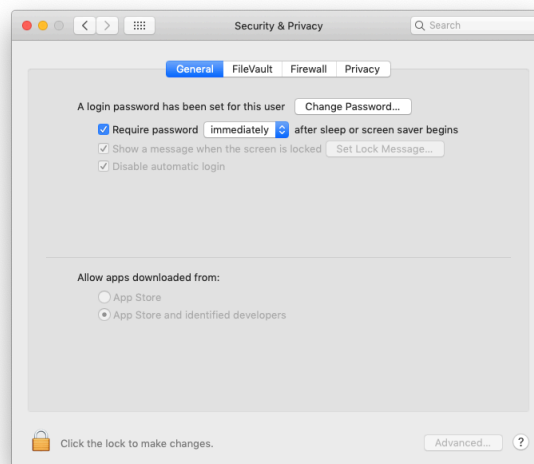 Security & Privacy
Search
General FileVault Firewall Privacy
A login password has been set for this user Change Password...
Require password immediately after sleep or screen saver begins
Show a message when the screen is locked Set Lock Message...
Disable automatic login
Allow apps downloaded from:
App Store
App Store and identified developers
Click the lock to make changes.
Advanced...
?